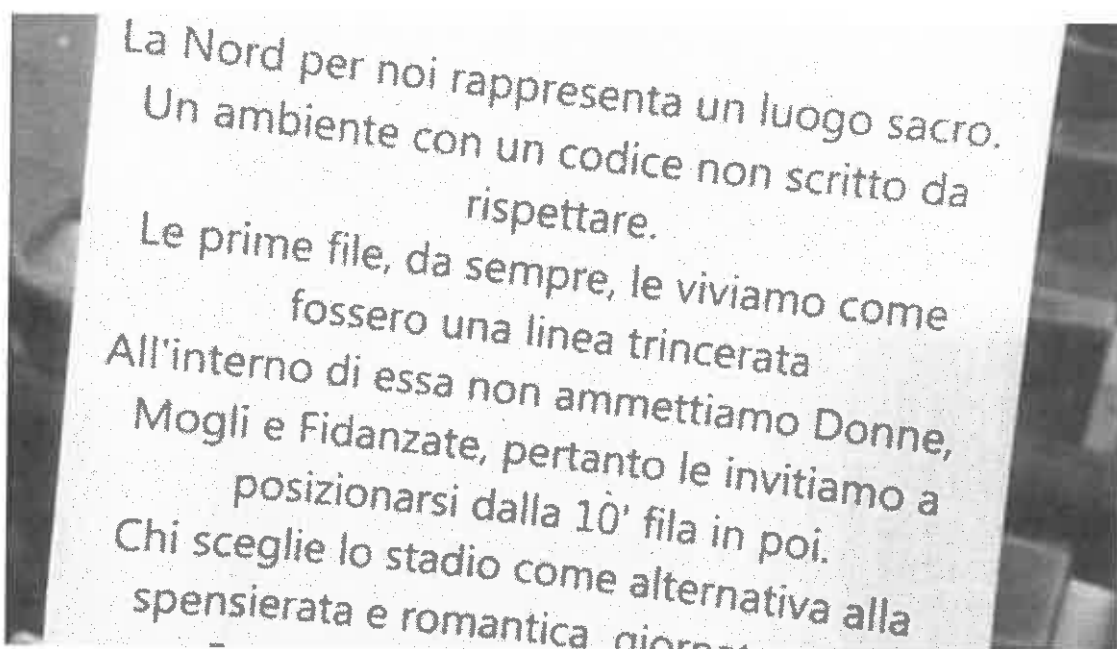 La Nord per noi rappresenta un luogo sacro.
Un ambiente con un codice non scritto da
rispettare.
Le prime file, da sempre, le viviamo come
fossero una linea trincerata
All'interno di essa non ammettiamo Donne,
Mogli e Fidanzate, pertanto le invitiamo a
posizionarsi dalla 10' fila in poi.
Chi sceglie lo stadio come alternativa alla
spensierata e romantica